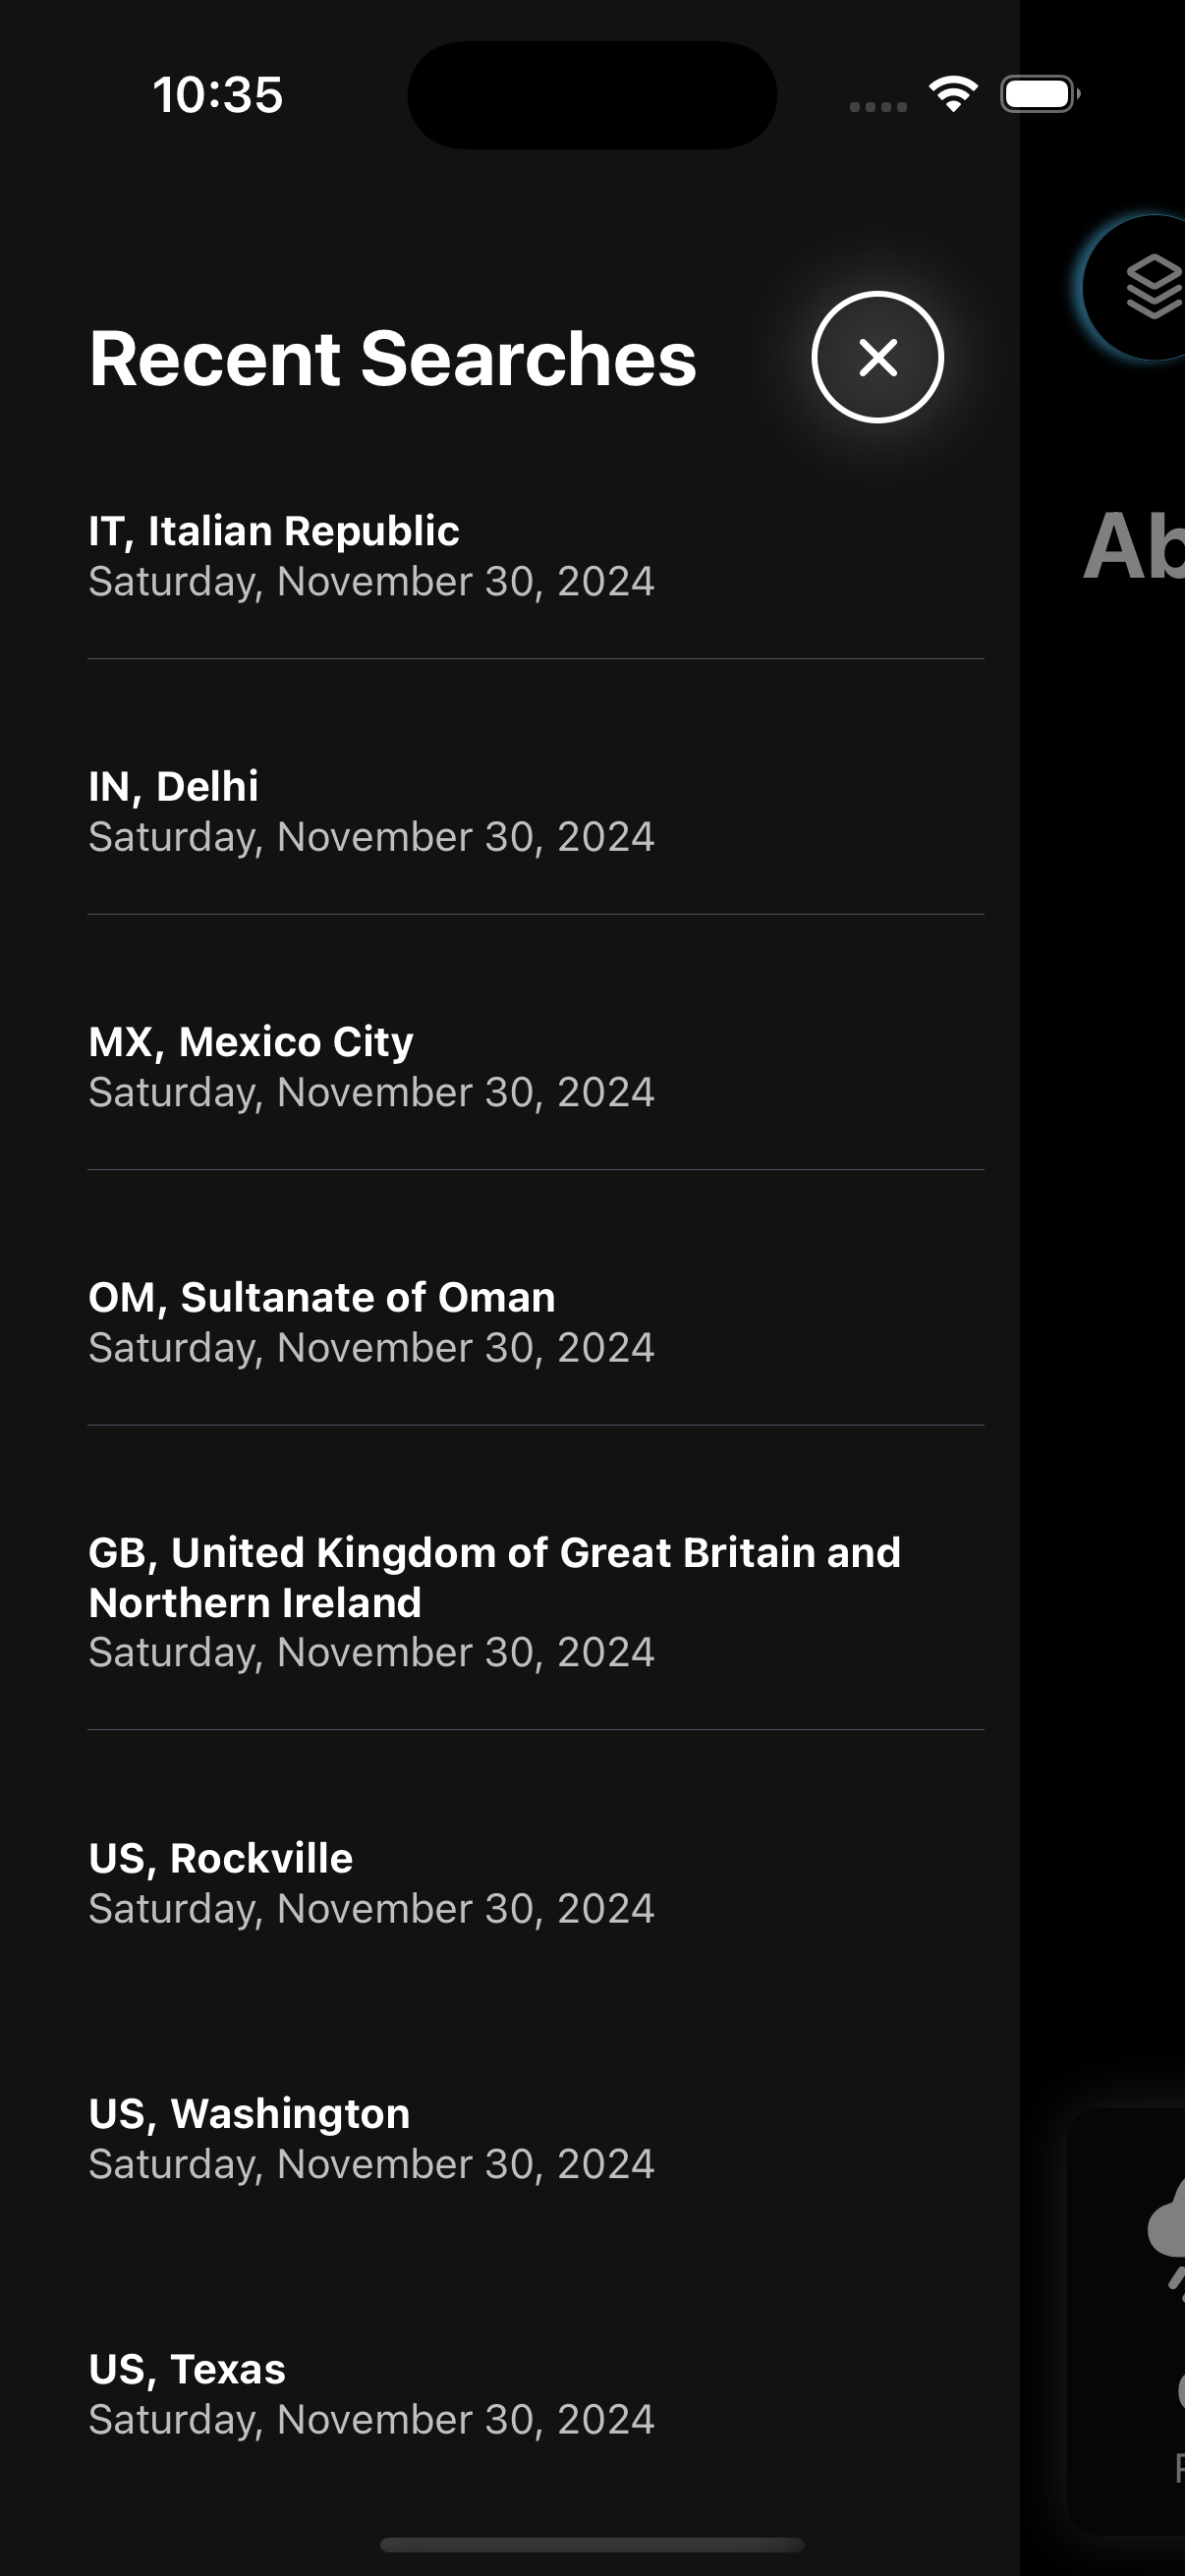 10:35
Recent Searches
IT, Italian Republic
Saturday, November 30, 2024
IN, Delhi
Saturday, November 30, 2024
MX, Mexico City
Saturday, November 30, 2024
OM, Sultanate of Oman
Saturday, November 30, 2024
GB, United Kingdom of Great Britain and
Northern Ireland
Saturday, November 30, 2024
US, Rockville
Saturday, November 30, 2024
US, Washington
Saturday, November 30, 2024
US, Texas
Saturday, November 30, 2024
Ab